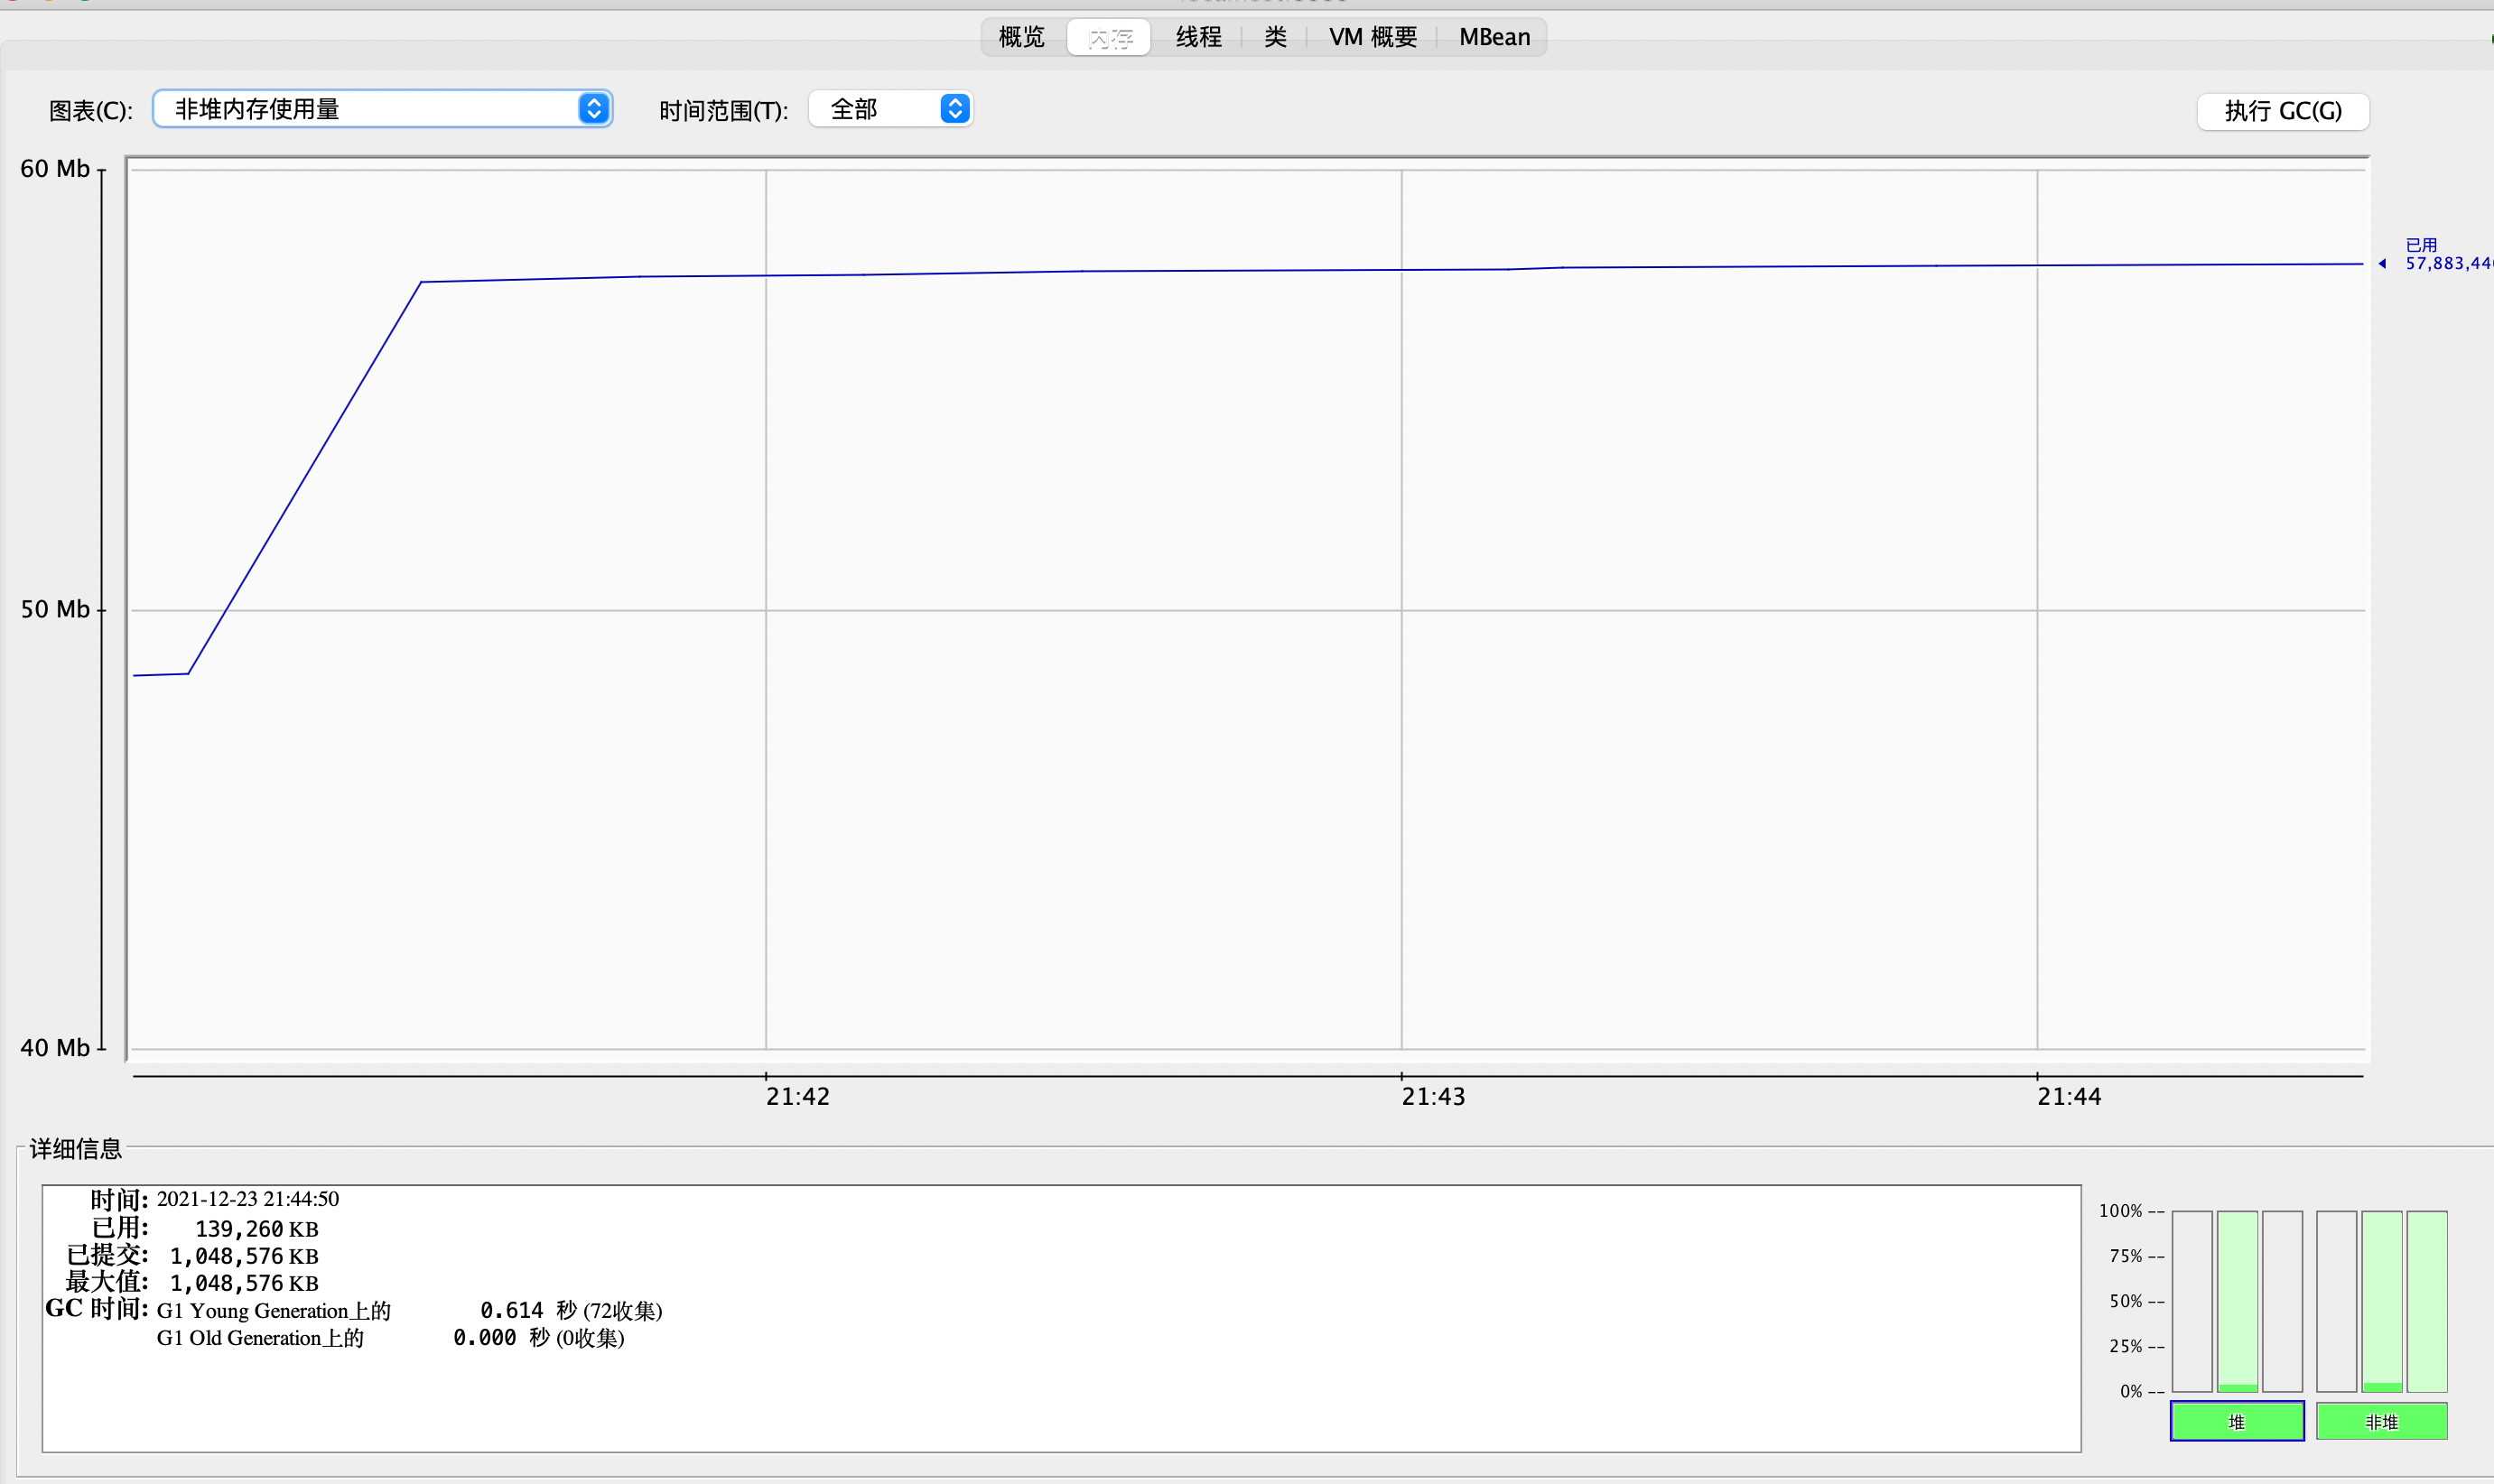 概览 内存 线程 类 VM 概要 MBean
图表(C): 非堆内存使用量 时间范围(T): 全部 执行 GC(G)
60 Mb
已用
57,883,44
50 Mb
40 Mb
21:42 21:43 21:44
详细信息
时间: 2021-12-23 21:44:50
已用: 139,260 KB
已提交: 1,048,576 KB
最大值: 1,048,576 KB
GC 时间: G1 Young Generation上的 0.614 秒 (72收集)
G1 Old Generation上的 0.000 秒 (0收集)
100% --
75% --
50% --
25% --
0% --
堆 非堆